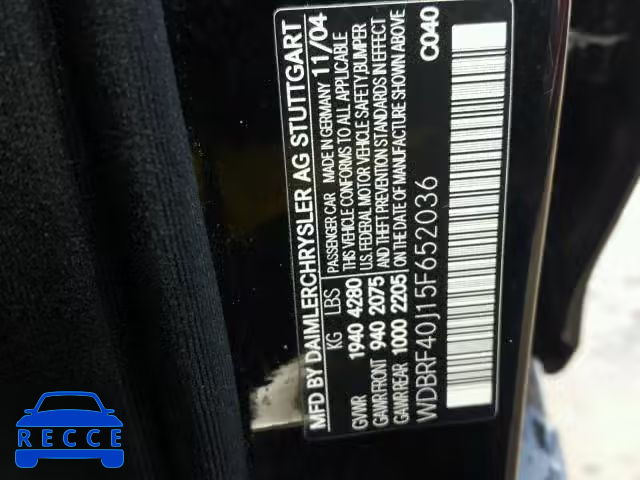 MFD BY DAIMLERCHRYSLER AG STUTTGART
KG LBS PASSENGER CAR MADE IN GERMANY 11/04
GVWR 1940 4280 THIS VEHICLE CONFORMS TO ALL APPLICABLE
GAWR FRONT 940 2075 U.S. FEDERAL MOTOR VEHICLE SAFETY, BUMPER
GAWR REAR 1000 2205 AND THEFT PREVENTION STANDARDS IN EFFECT
ON THE DATE OF MANUFACTURE SHOWN ABOVE
WDBRF40J15F652036 C040
RECCE